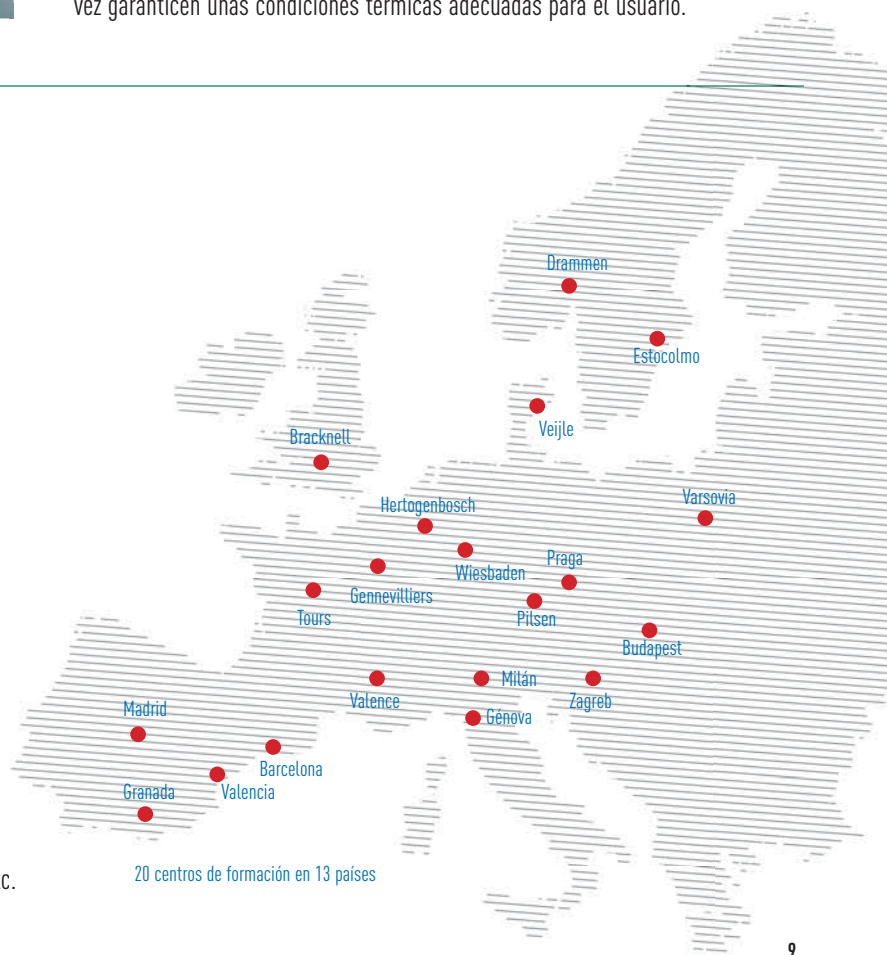 vez garanticen unas condiciones térmicas adecuadas para el usuario.
Drammen
Estocolmo
Veijle
Bracknell
Varsovia
Hertogenbosch
Praga
Wiesbaden
Gennevilliers
Tours
Pilsen
Budapest
Milán
Valence
Zagreb
Madrid
Génova
Barcelona
Granada
Valencia
20 centros de formación en 13 países
c.
9